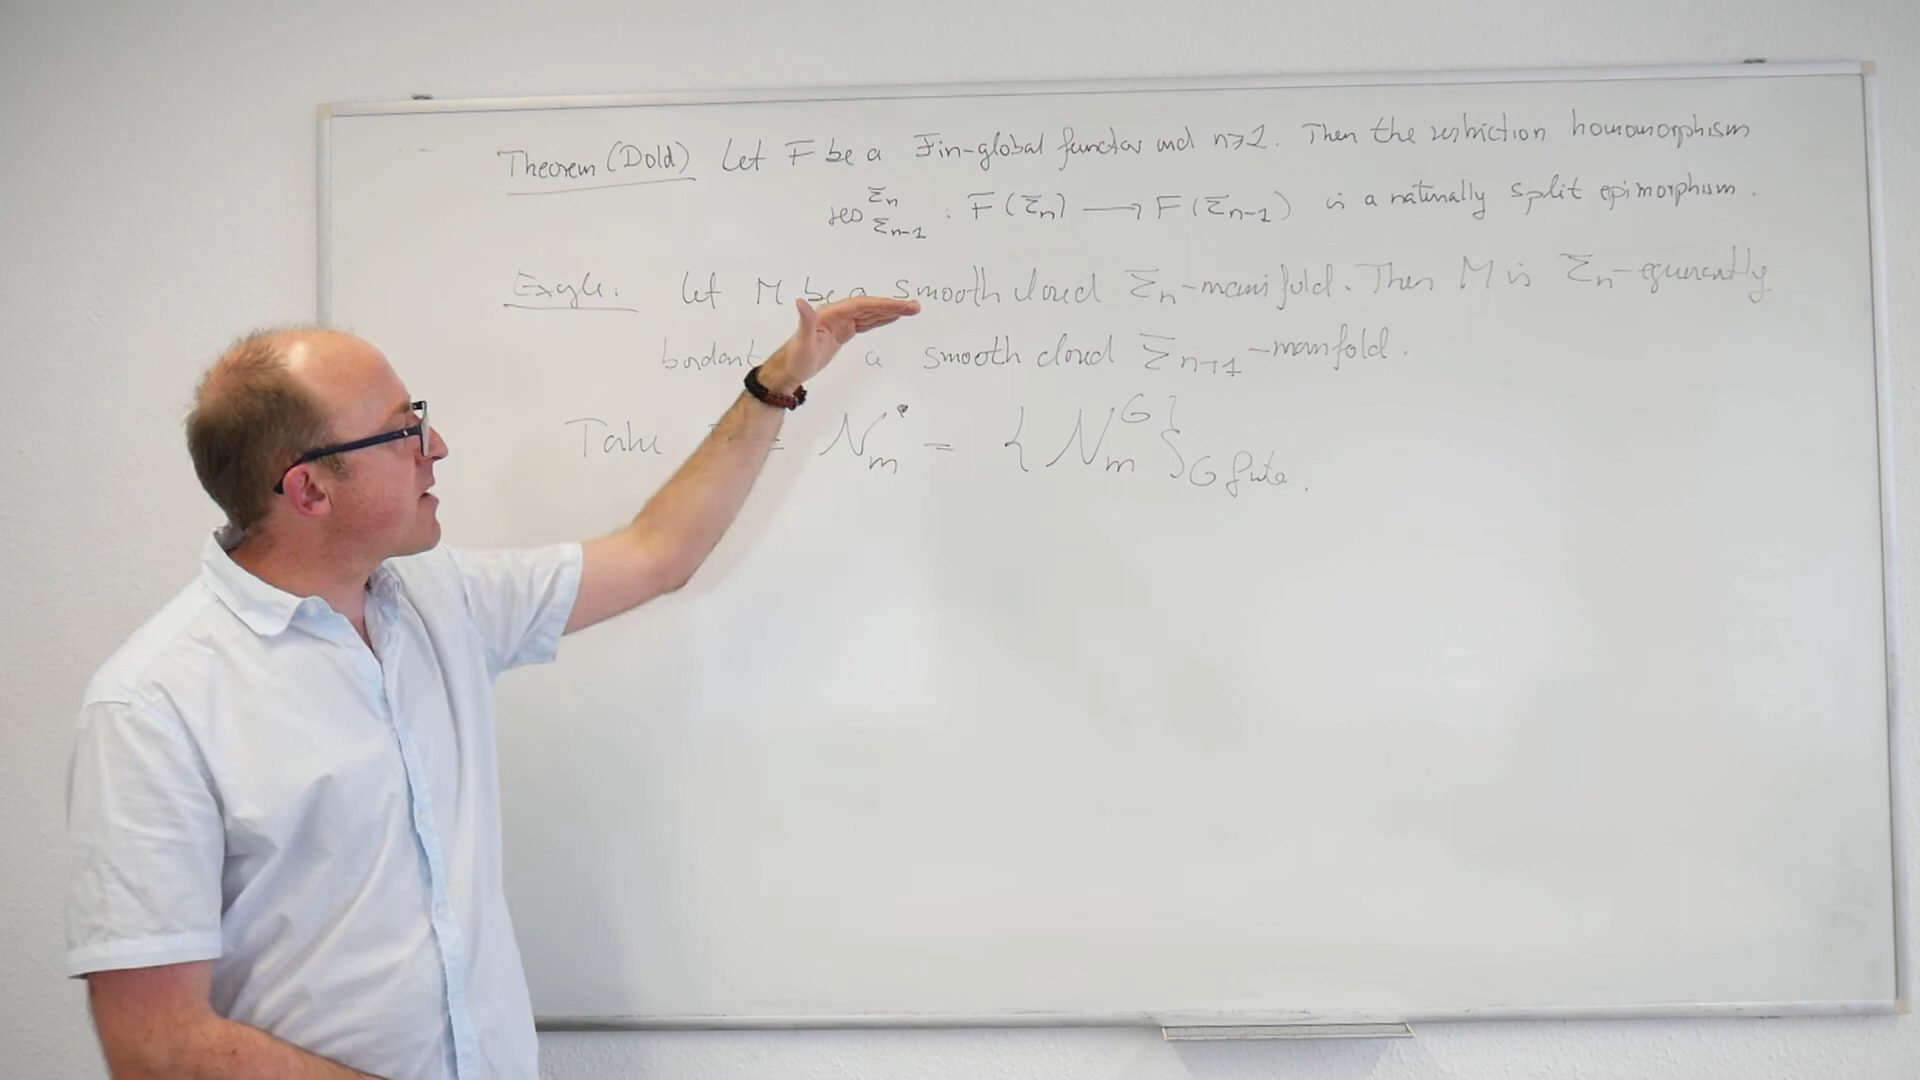 Theorem (Dold) Let F be a Fin-global functor and n≥1. Then the restriction homomorphism
res^{Σn}_{Σn-1} : F(Σn) → F(Σn-1) is a naturally split epimorphism.
Exple: Let M be a smooth closed Σn-manifold. Then M is Σn-equivariantly
bordant a smooth closed Σn+1-manifold.
Take = N^•_m = {N^G_m}_{G finite}.